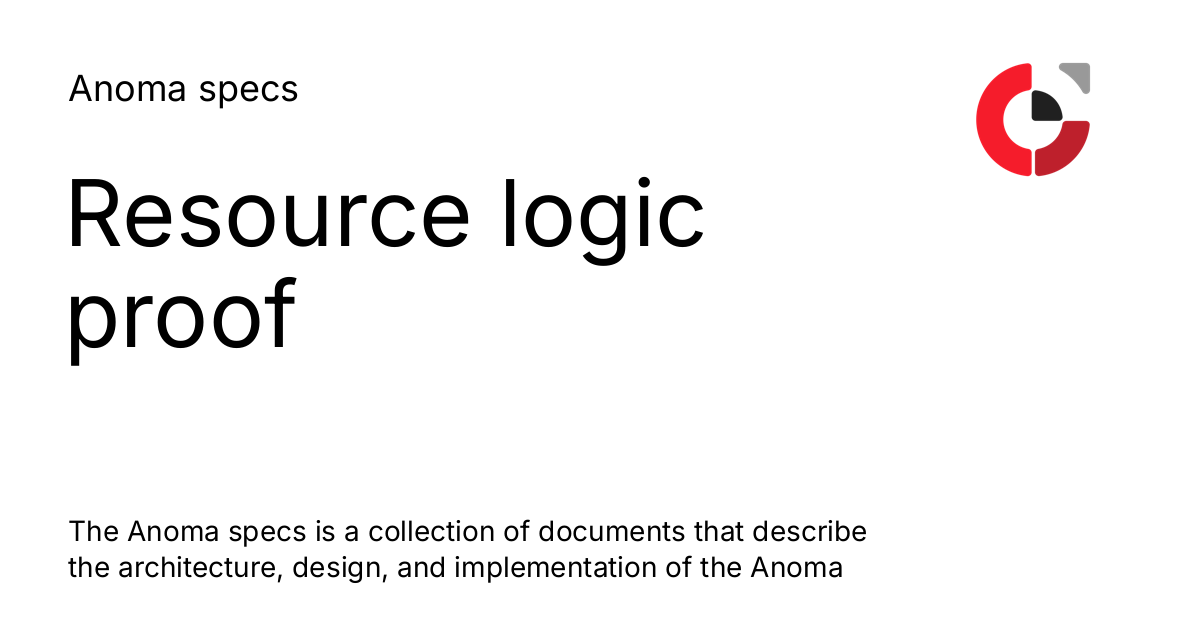 Anoma specs
Resource logic
proof
The Anoma specs is a collection of documents that describe
the architecture, design, and implementation of the Anoma